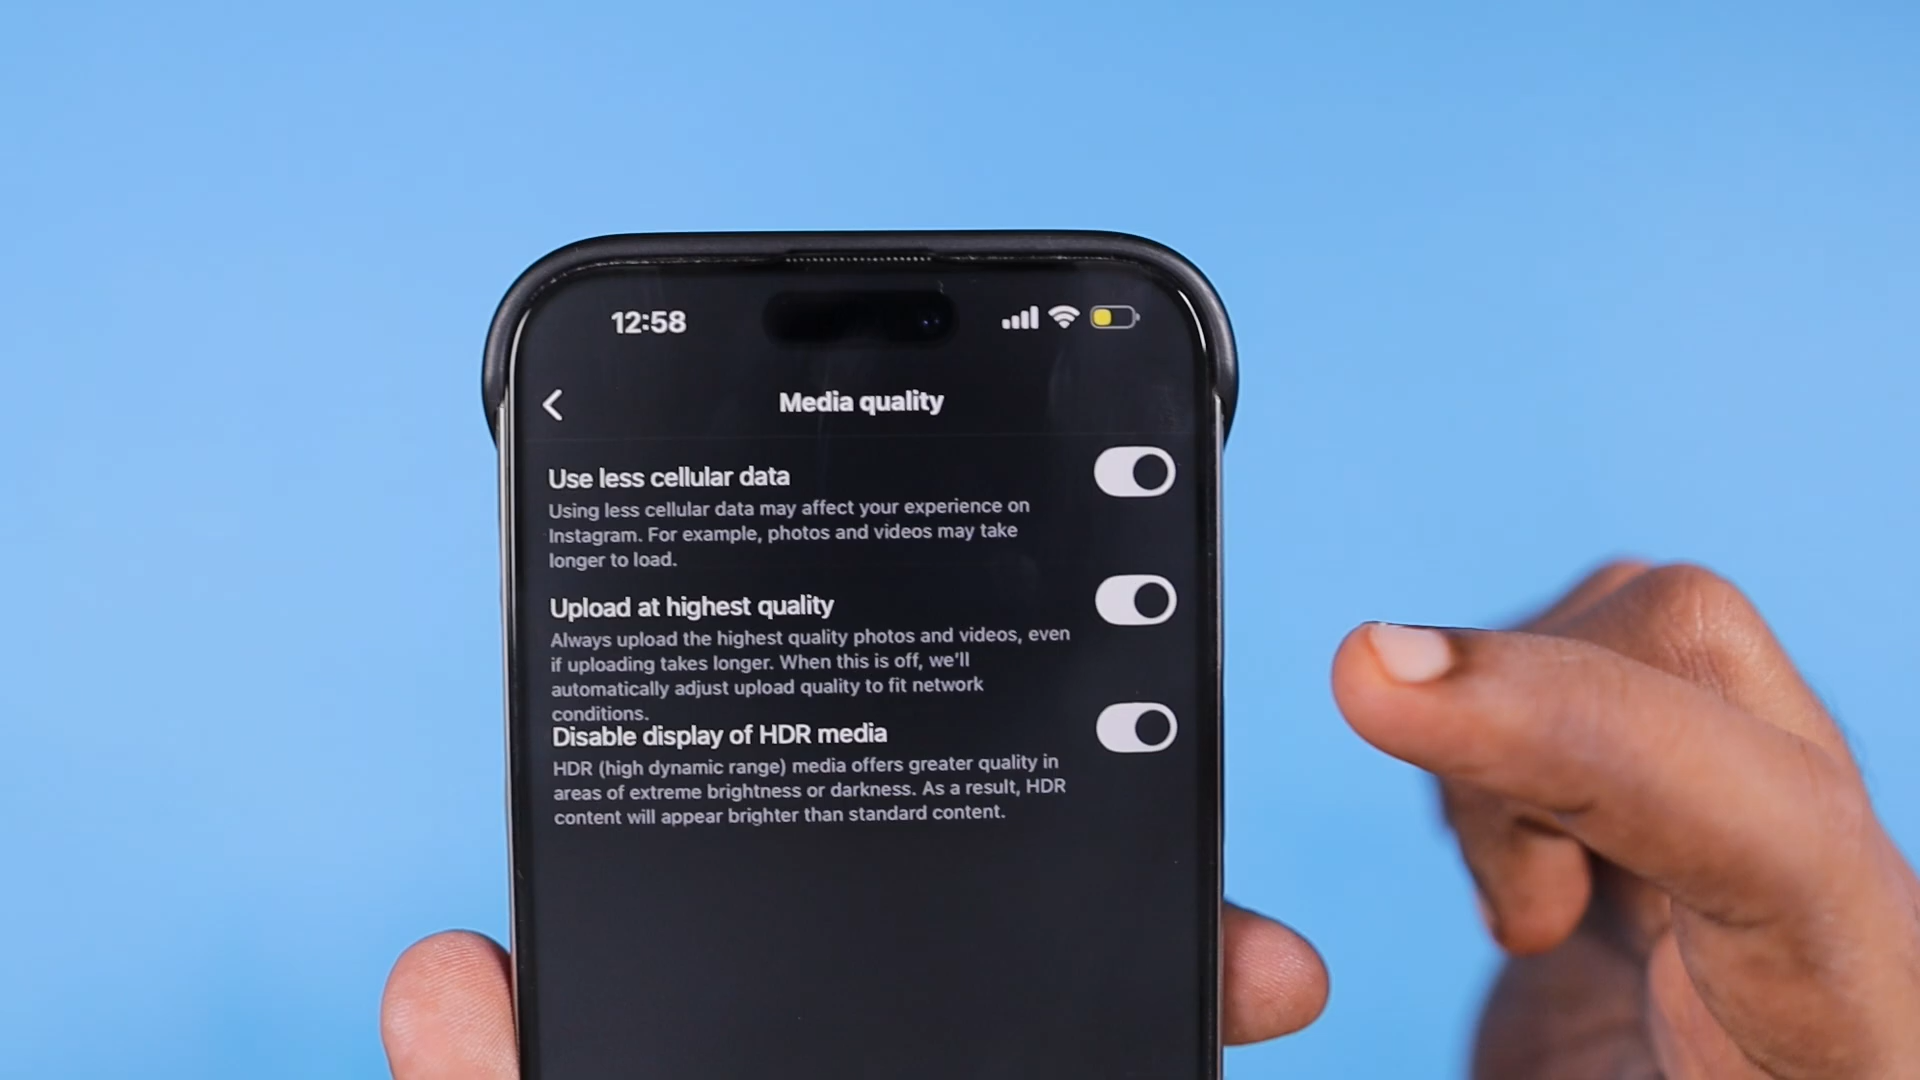 12:58
Media quality
Use less cellular data
Using less cellular data may affect your experience on
Instagram. For example, photos and videos may take
longer to load.
Upload at highest quality
Always upload the highest quality photos and videos, even
if uploading takes longer. When this is off, we'll
automatically adjust upload quality to fit network
conditions.
Disable display of HDR media
HDR (high dynamic range) media offers greater quality in
areas of extreme brightness or darkness. As a result, HDR
content will appear brighter than standard content.